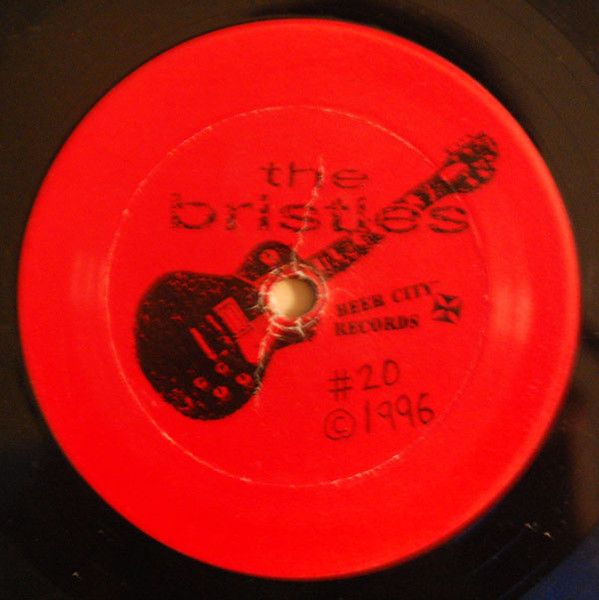 the
bristles
BEER CITY
RECORDS
#20
©1996